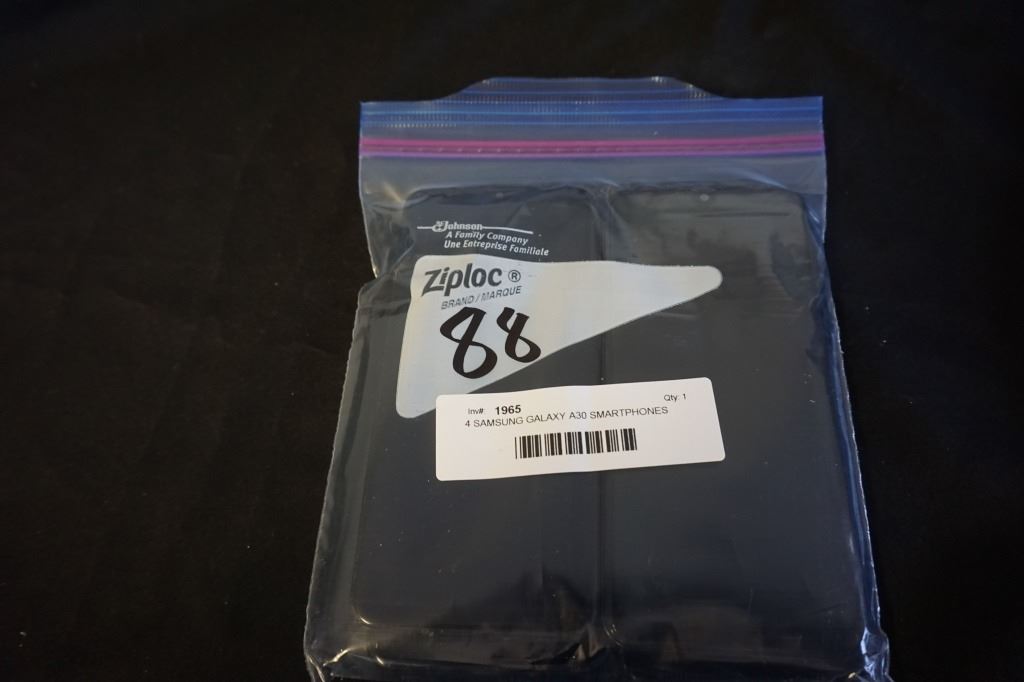 Johnson
A Family Company
Une Entreprise Familiale
Ziploc®
BRAND / MARQUE
88
Inv#: 1965 Qty: 1
4 SAMSUNG GALAXY A30 SMARTPHONES